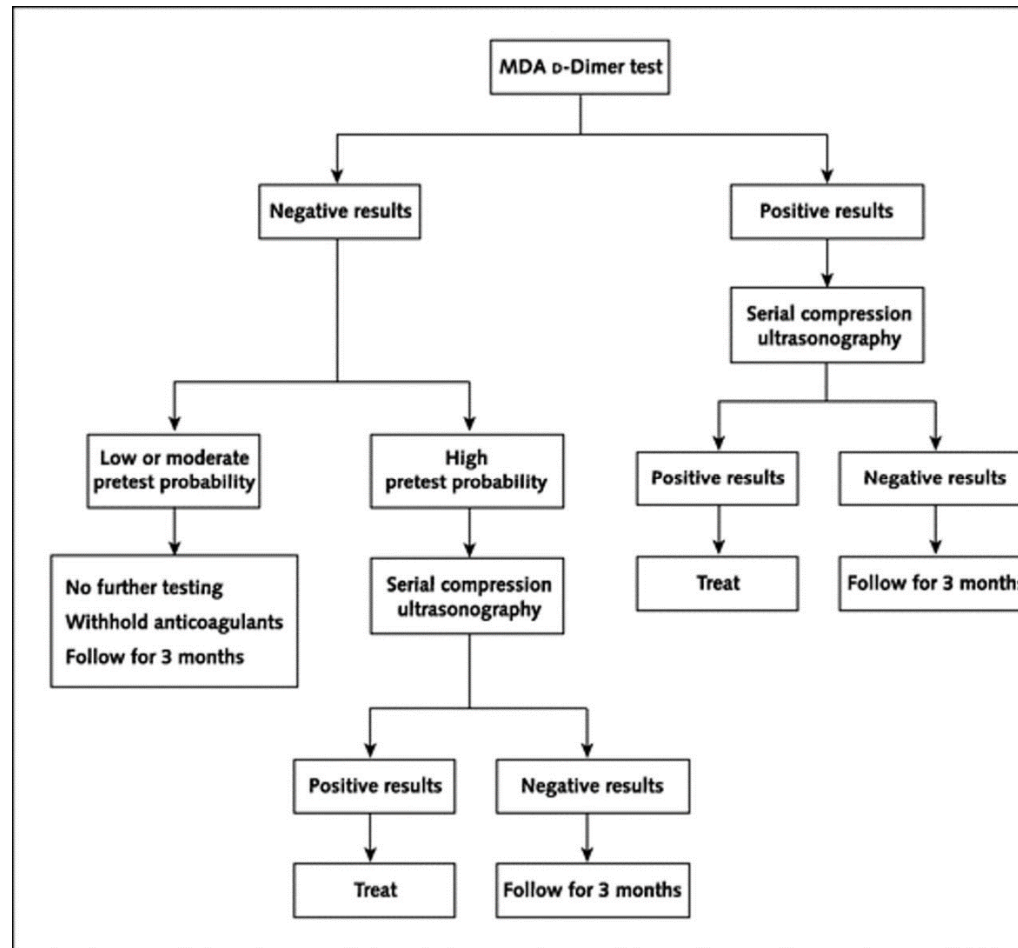 MDA D-Dimer test
Negative results
Positive results
Serial compression
ultrasonography
Low or moderate
pretest probability
High
pretest probability
Positive results
Negative results
No further testing
Withhold anticoagulants
Follow for 3 months
Serial compression
ultrasonography
Treat
Follow for 3 months
Positive results
Negative results
Treat
Follow for 3 months